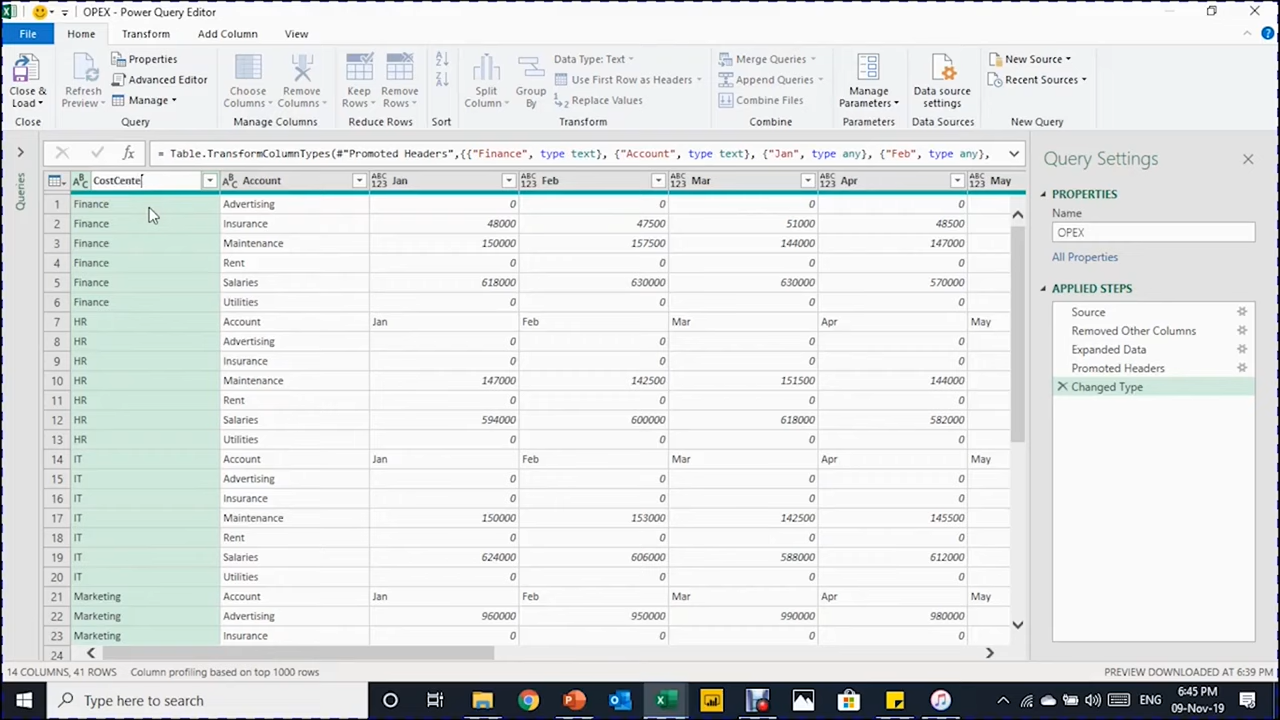 OPEX - Power Query Editor
File Home Transform Add Column View
Close & Load
Close
Refresh Preview
Properties
Advanced Editor
Manage
Query
Choose Columns
Remove Columns
Manage Columns
Keep Rows
Remove Rows
Reduce Rows
Sort
Split Column
Group By
Data Type: Text
Use First Row as Headers
Replace Values
Transform
Merge Queries
Append Queries
Combine Files
Combine
Manage Parameters
Parameters
Data source settings
Data Sources
New Source
Recent Sources
New Query
Queries
fx = Table.TransformColumnTypes(#"Promoted Headers",{{"Finance", type text}, {"Account", type text}, {"Jan", type any}, {"Feb", type any},
CostCente Account Jan Feb Mar Apr May
1 Finance Advertising 0 0 0 0
2 Finance Insurance 48000 47500 51000 48500
3 Finance Maintenance 150000 157500 144000 147000
4 Finance Rent 0 0 0 0
5 Finance Salaries 618000 630000 630000 570000
6 Finance Utilities 0 0 0 0
7 HR Account Jan Feb Mar Apr May
8 HR Advertising 0 0 0 0
9 HR Insurance 0 0 0 0
10 HR Maintenance 147000 142500 151500 144000
11 HR Rent 0 0 0 0
12 HR Salaries 594000 600000 618000 582000
13 HR Utilities 0 0 0 0
14 IT Account Jan Feb Mar Apr May
15 IT Advertising 0 0 0 0
16 IT Insurance 0 0 0 0
17 IT Maintenance 150000 153000 142500 145500
18 IT Rent 0 0 0 0
19 IT Salaries 624000 606000 588000 612000
20 IT Utilities 0 0 0 0
21 Marketing Account Jan Feb Mar Apr May
22 Marketing Advertising 960000 950000 990000 980000
23 Marketing Insurance 0 0 0 0
24
Query Settings
PROPERTIES
Name
OPEX
All Properties
APPLIED STEPS
Source
Removed Other Columns
Expanded Data
Promoted Headers
Changed Type
14 COLUMNS, 41 ROWS Column profiling based on top 1000 rows PREVIEW DOWNLOADED AT 6:39 PM
Type here to search
ENG
6:45 PM
09-Nov-19